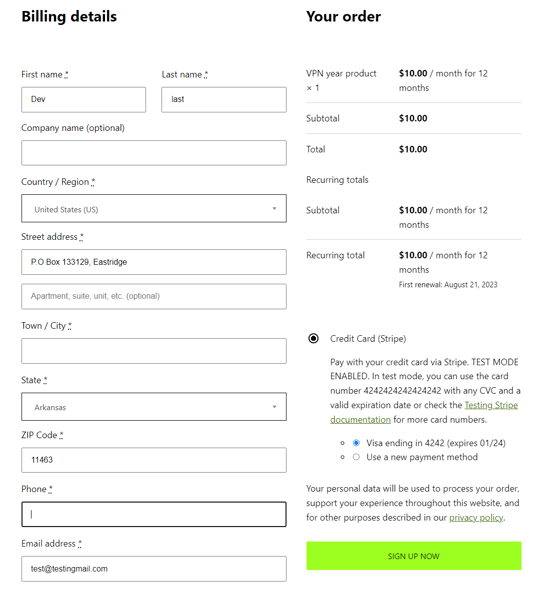 Billing details
First name *
Last name *
Dev
last
Company name (optional)
Country / Region *
United States (US)
Street address *
P.O Box 133129, Eastridge
Apartment, suite, unit, etc. (optional)
Town / City *
State *
Arkansas
ZIP Code *
11463
Phone *
Email address *
test@testingmail.com
Your order
VPN year product
× 1
$10.00 / month for 12
months
Subtotal
$10.00
Total
$10.00
Recurring totals
Subtotal
$10.00 / month for 12
months
Recurring total
$10.00 / month for 12
months
First renewal: August 21, 2023
Credit Card (Stripe)
Pay with your credit card via Stripe. TEST MODE
ENABLED. In test mode, you can use the card
number 4242424242424242 with any CVC and a
valid expiration date or check the Testing Stripe
documentation for more card numbers.
Visa ending in 4242 (expires 01/24)
Use a new payment method
Your personal data will be used to process your order,
support your experience throughout this website, and
for other purposes described in our privacy policy.
SIGN UP NOW